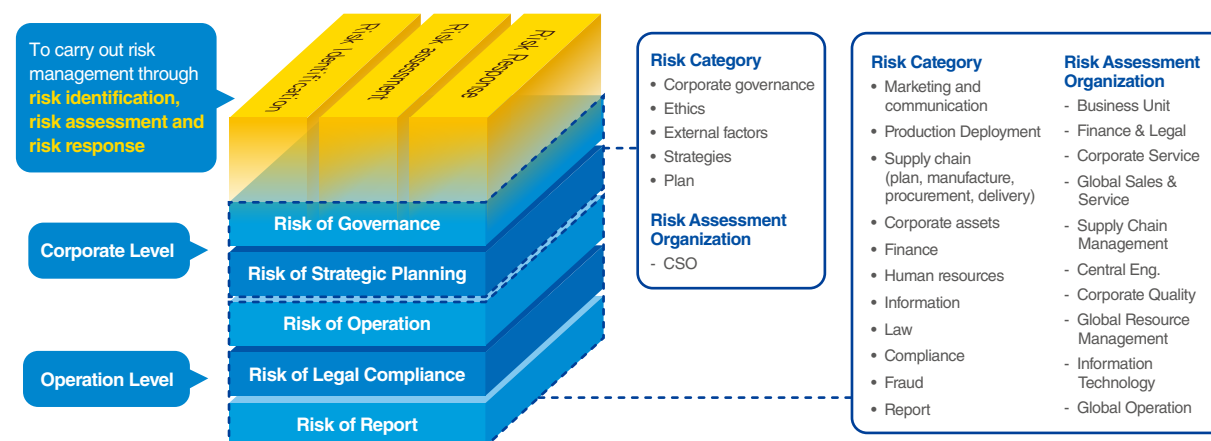 To carry out risk
management through
risk identification,
risk assessment and
risk response
Risk Identification
Risk assessment
Risk Response
Corporate Level
Operation Level
Risk of Governance
Risk of Strategic Planning
Risk of Operation
Risk of Legal Compliance
Risk of Report
Risk Category
• Corporate governance
• Ethics
• External factors
• Strategies
• Plan
Risk Assessment
Organization
- CSO
Risk Category
• Marketing and
communication
• Production Deployment
• Supply chain
(plan, manufacture,
procurement, delivery)
• Corporate assets
• Finance
• Human resources
• Information
• Law
• Compliance
• Fraud
• Report
Risk Assessment
Organization
- Business Unit
- Finance & Legal
- Corporate Service
- Global Sales &
Service
- Supply Chain
Management
- Central Eng.
- Corporate Quality
- Global Resource
Management
- Information
Technology
- Global Operation